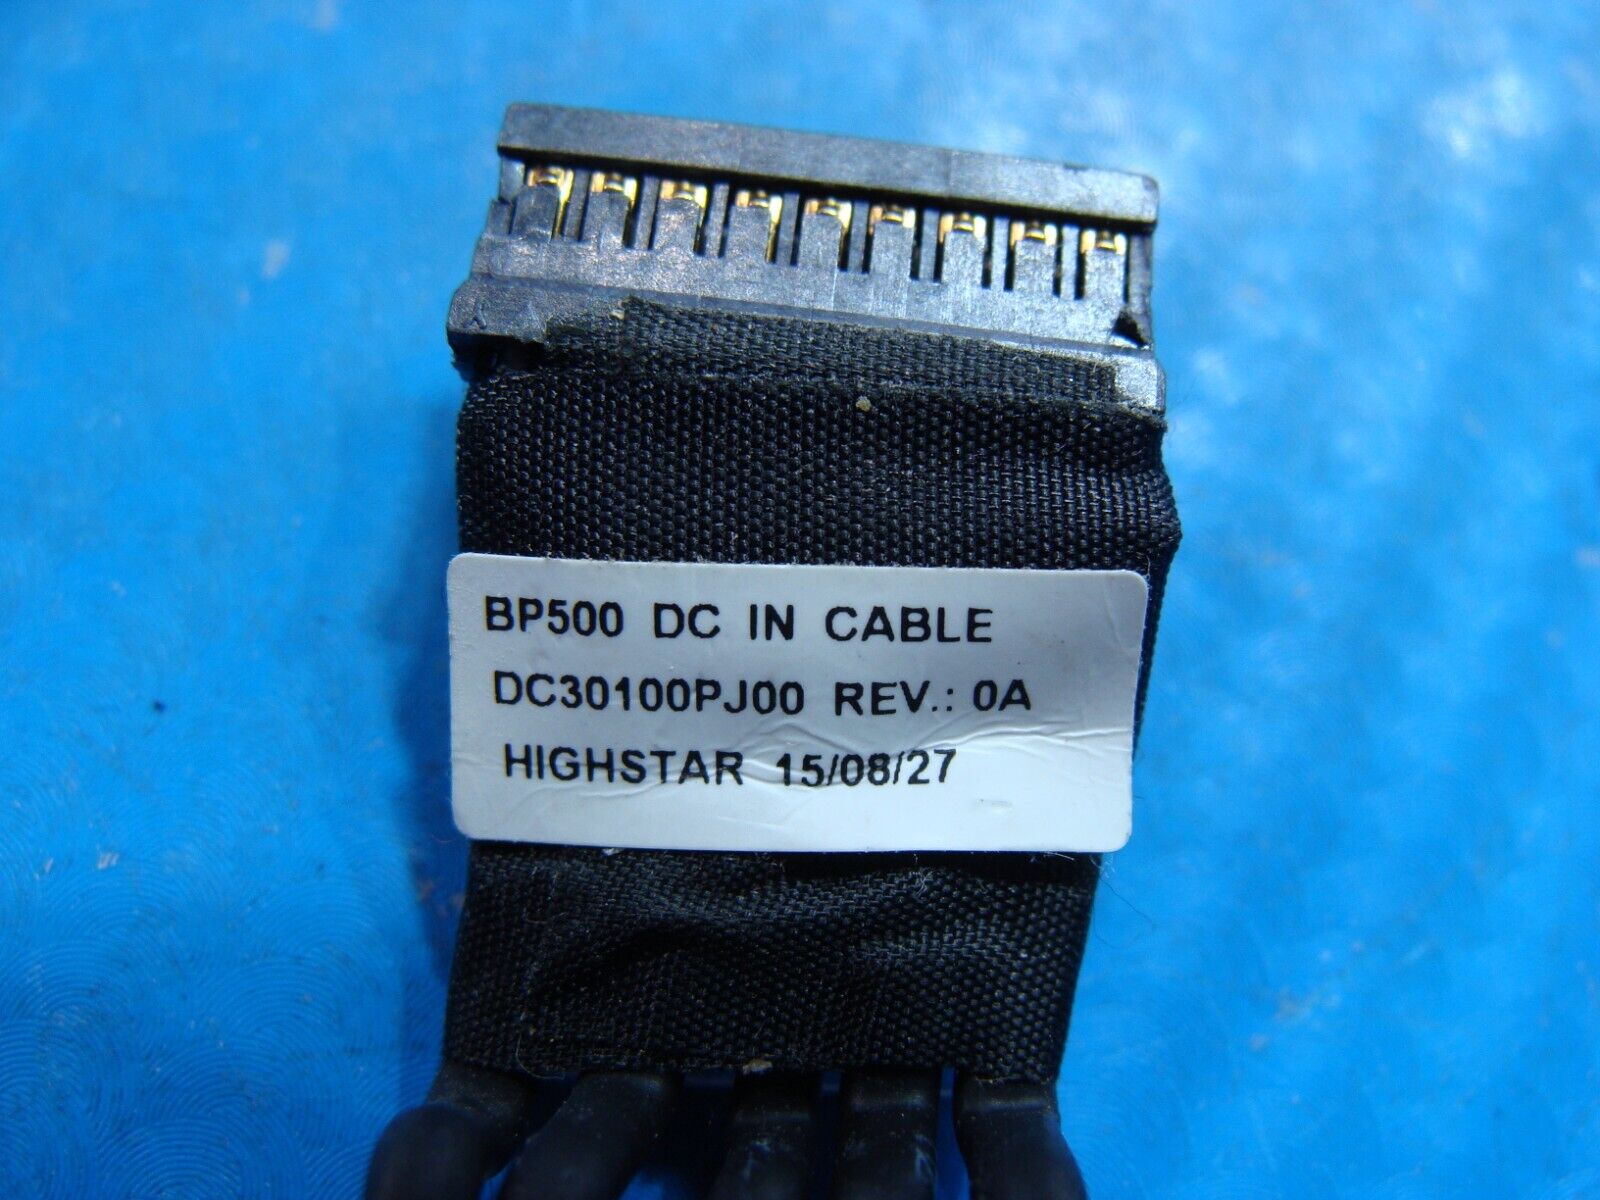 BP500 DC IN CABLE
DC30100PJ00 REV.: 0A
HIGHSTAR 15/08/27